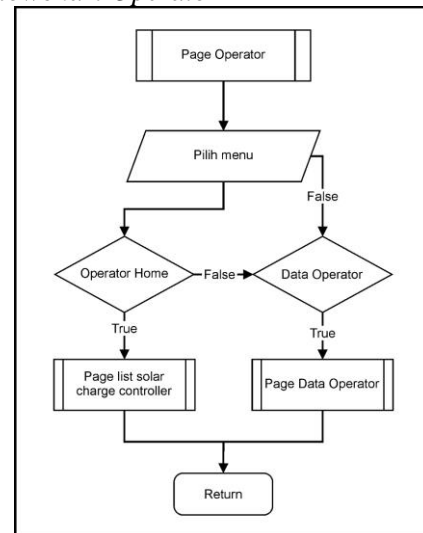 Page Operator
Pilih menu
False
Operator Home
False
Data Operator
True
True
Page list solar
charge controller
Page Data Operator
Return